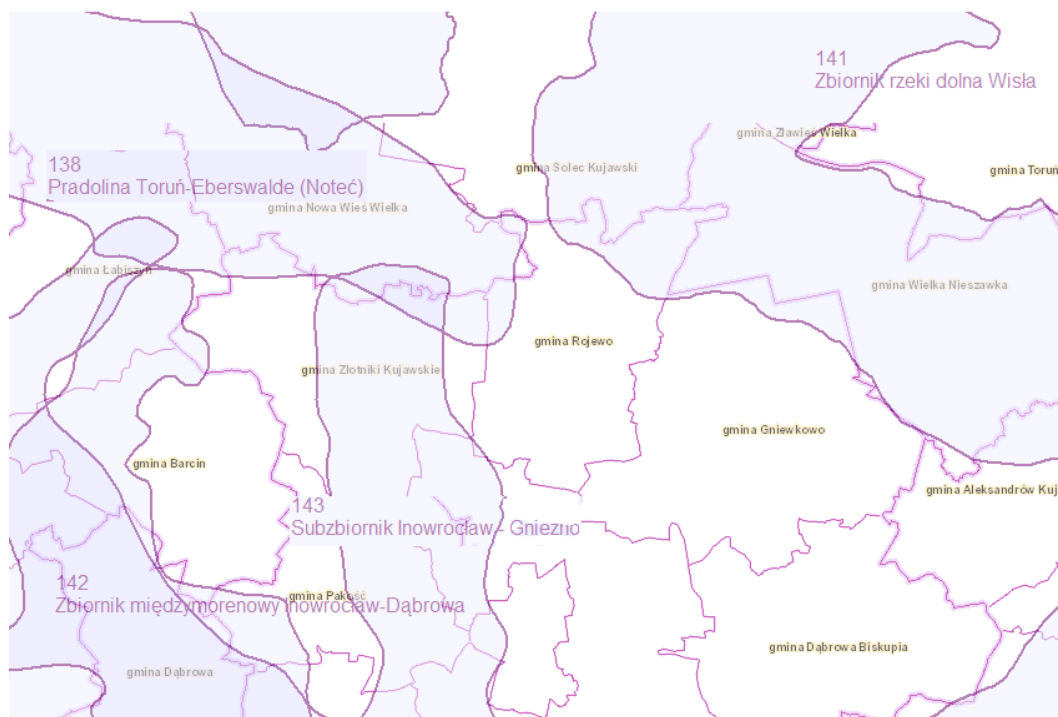 141
Zbiornik rzeki dolna Wisła
gmina Zławieś Wielka
138
Pradolina Toruń-Eberswalde (Noteć)
gmina Solec Kujawski
gmina Toruń
gmina Nowa Wieś Wielka
gmina Łabiszyn
gmina Wielka Nieszawka
gmina Rojewo
gmina Złotniki Kujawskie
gmina Gniewkowo
gmina Barcin
gmina Aleksandrów Kuj
143
Subzbiornik Inowrocław - Gniezno
142
Zbiornik międzymorenowy Inowrocław-Dąbrowa
gmina Pakość
gmina Dąbrowa Biskupia
gmina Dąbrowa